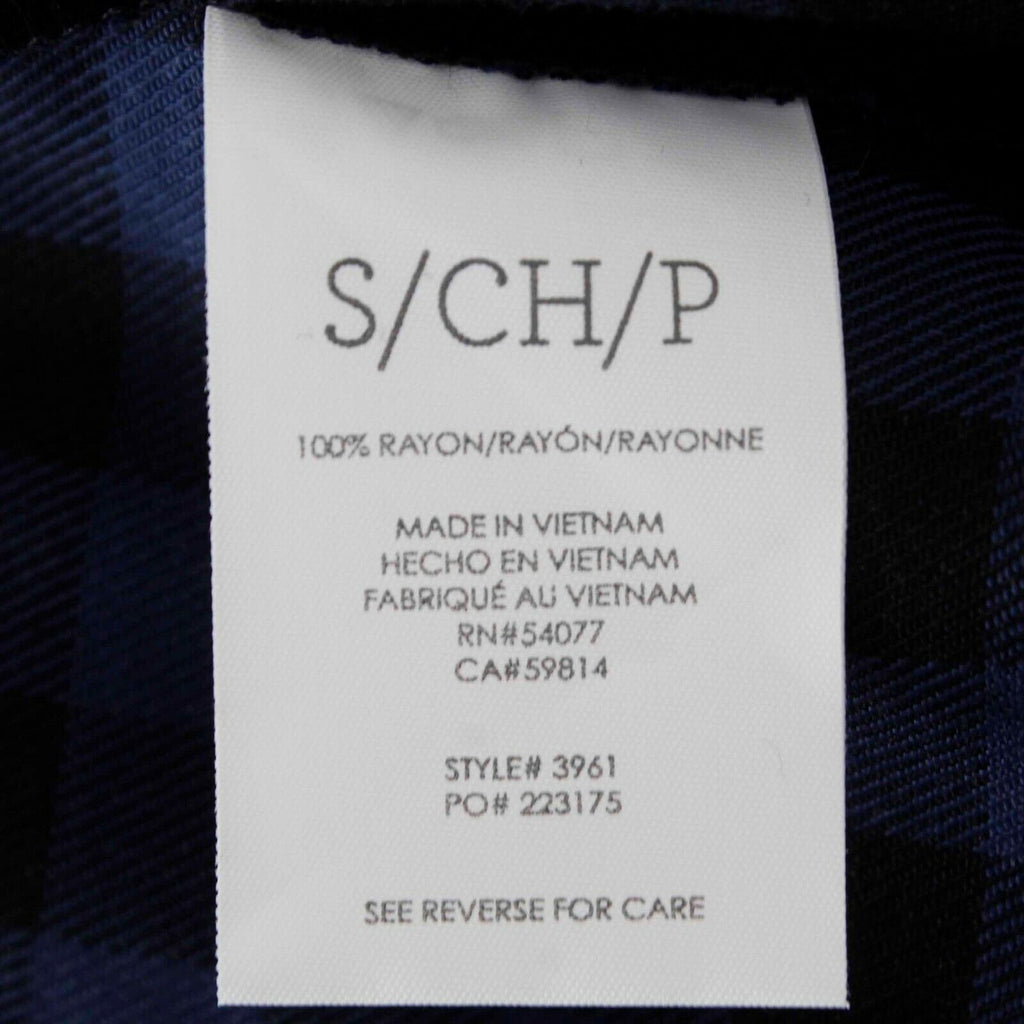 S/CH/P
100% RAYON/RAYÓN/RAYONNE
MADE IN VIETNAM
HECHO EN VIETNAM
FABRIQUÉ AU VIETNAM
RN#54077
CA#59814
STYLE# 3961
PO# 223175
SEE REVERSE FOR CARE